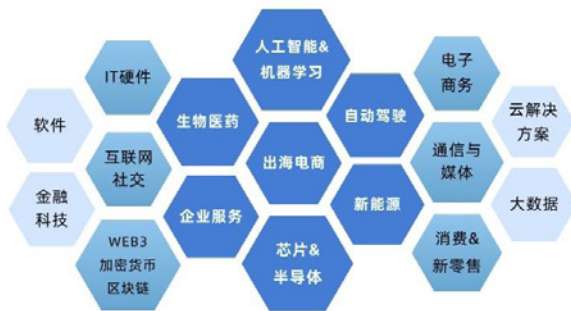 人工智能&
机器学习
IT硬件
电子
商务
生物医药
自动驾驶
软件
云解决
方案
互联网
社交
出海电商
通信与
媒体
金融
科技
企业服务
新能源
大数据
WEB3
加密货币
区块链
芯片&
半导体
消费&
新零售